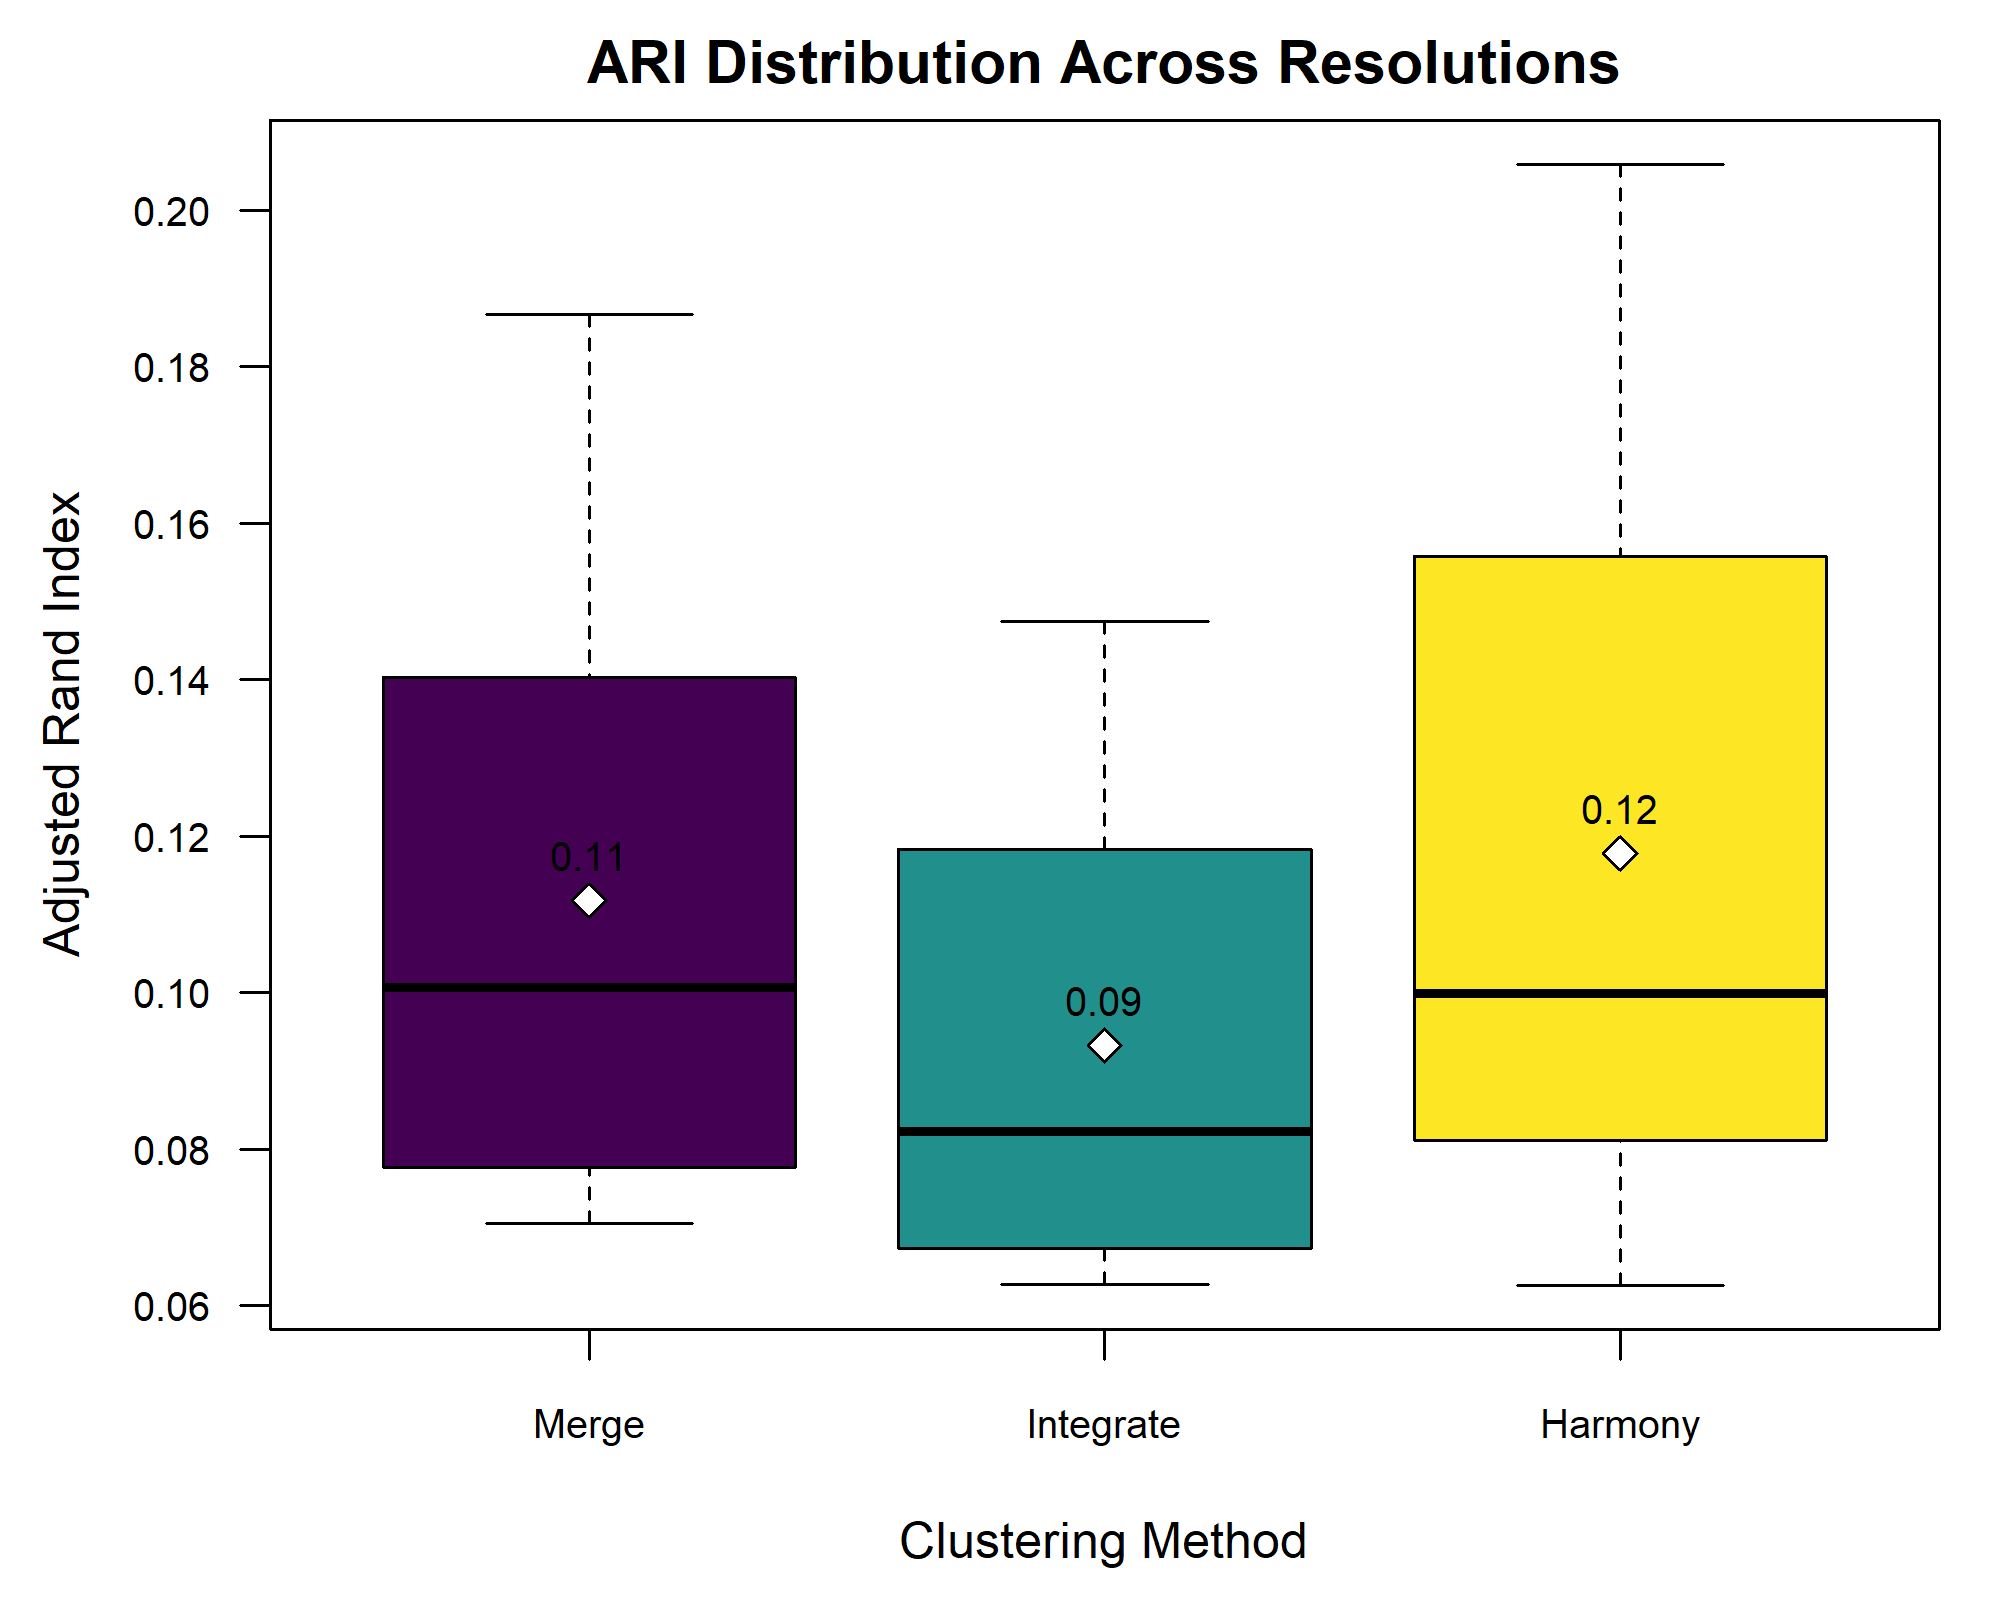 ARI Distribution Across Resolutions
Adjusted Rand Index
0.20
0.18
0.16
0.14
0.12
0.10
0.08
0.06
0.11
0.09
0.12
Merge
Integrate
Harmony
Clustering Method